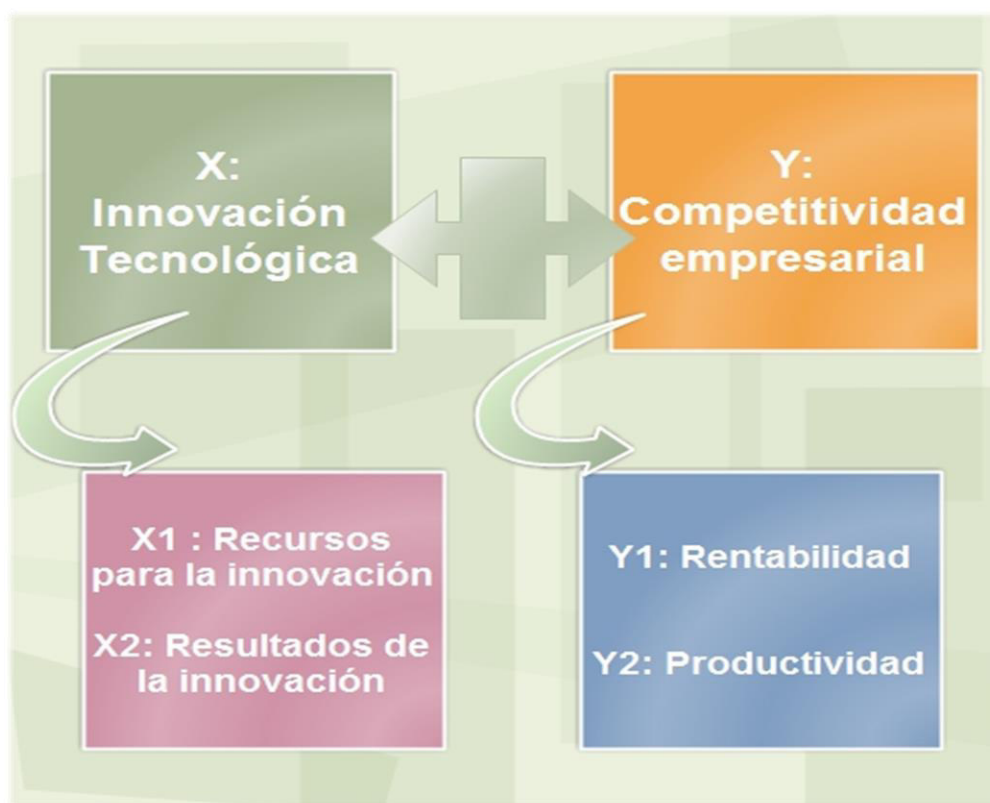 X:
Innovación
Tecnológica
Y:
Competitividad
empresarial
X1 : Recursos
para la innovación
X2: Resultados de
la innovación
Y1: Rentabilidad
Y2: Productividad